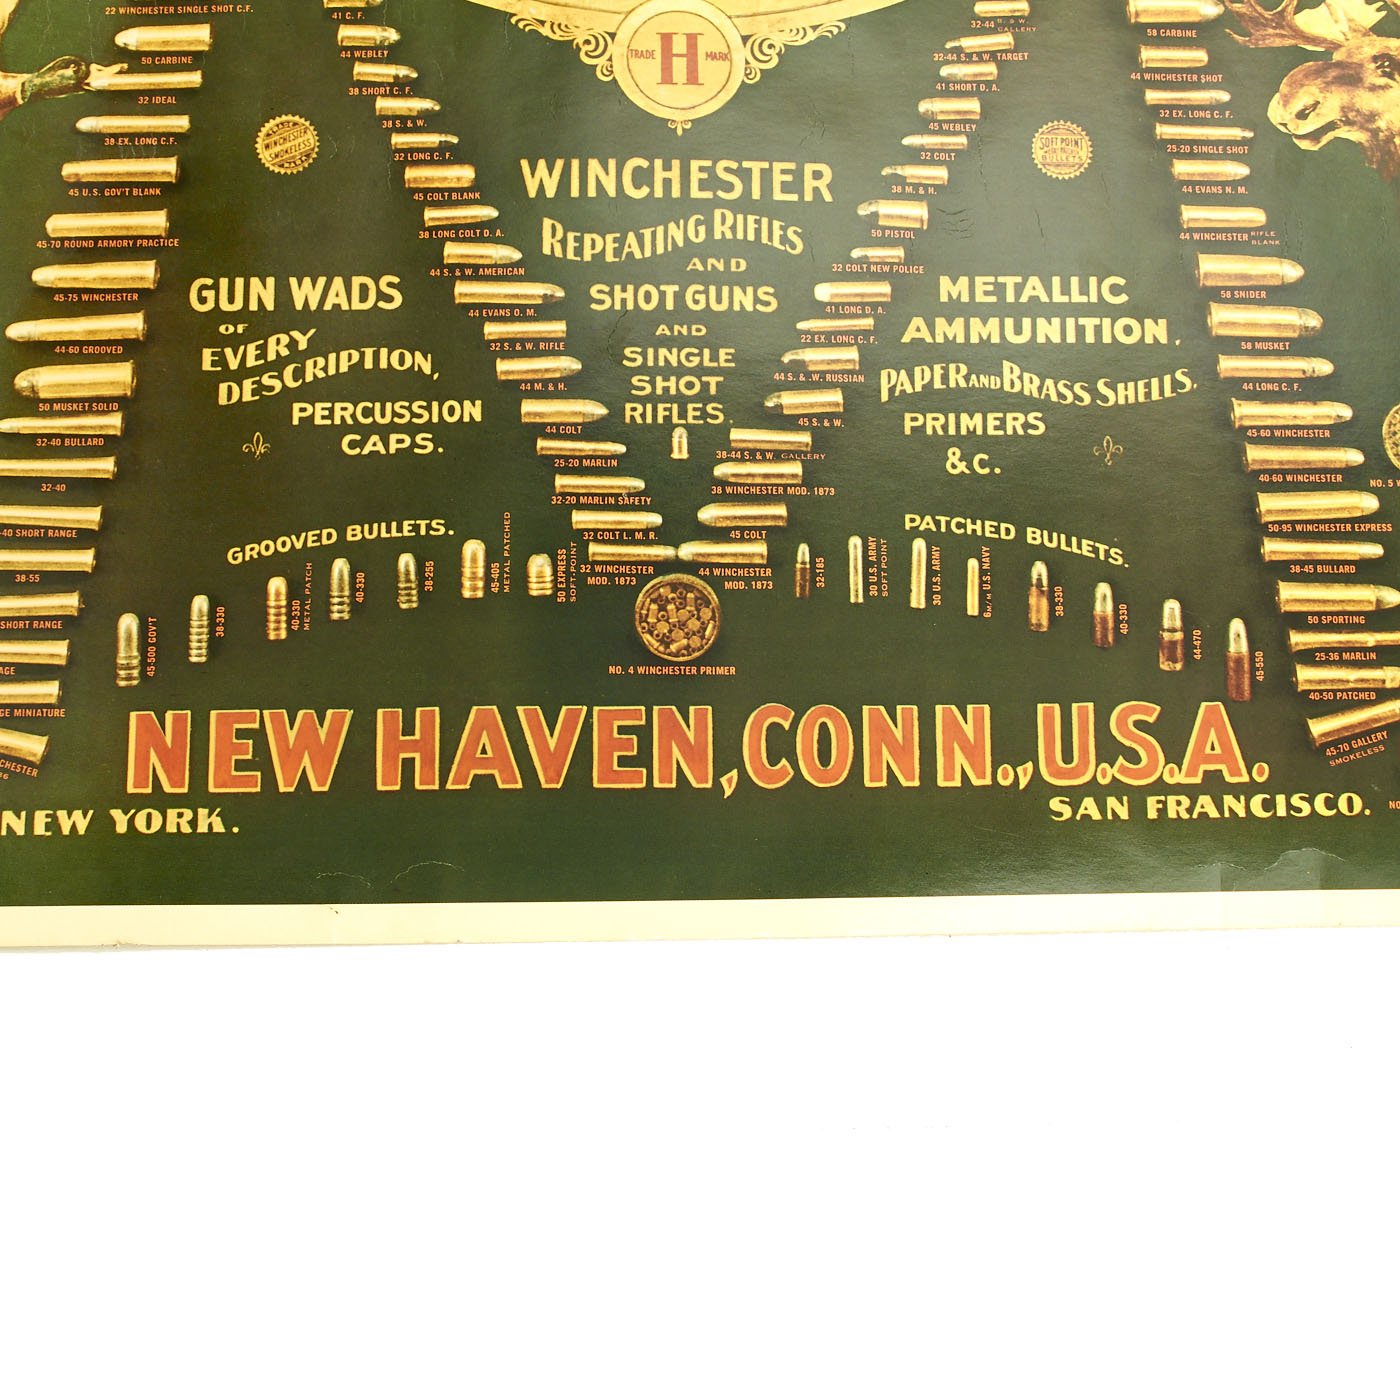 22 WINCHESTER SINGLE SHOT C.F.
50 CARBINE
32 IDEAL
38 EX. LONG C.F.
45 U.S. GOV'T BLANK
45-70 ROUND ARMORY PRACTICE
45-75 WINCHESTER
44-60 GROOVED
50 MUSKET SOLID
32-40 BULLARD
32-40
-40 SHORT RANGE
38-55
SHORT RANGE
AGE
GE MINIATURE
CHESTER
86
41 C. F.
44 WEBLEY
38 SHORT C. F.
38 S. & W.
32 LONG C. F.
45 COLT BLANK
38 LONG COLT D. A.
44 S. & W. AMERICAN
44 EVANS O. M.
32 S. & W. RIFLE
44 M. & H.
44 COLT
25-20 MARLIN
32-20 MARLIN SAFETY
32 COLT L. M. R.
32 WINCHESTER
MOD. 1873
TRADE H MARK
TRADE
WINCHESTER
SMOKELESS
MARK
WINCHESTER
REPEATING RIFLES
AND
SHOT GUNS
AND
SINGLE
SHOT
RIFLES.
GUN WADS
OF
EVERY
DESCRIPTION,
PERCUSSION
CAPS.
SOFT POINT
BULLETS
METALLIC
AMMUNITION,
PAPER AND BRASS SHELLS,
PRIMERS
&C.
32-44 S. & W.
GALLERY
32-44 S. & W. TARGET
41 SHORT D. A.
45 WEBLEY
32 COLT
38 M. & H.
50 PISTOL
32 COLT NEW POLICE
41 LONG D. A.
22 EX. LONG C. F.
44 S. & .W. RUSSIAN
45 S. & W.
38-44 S. & W. GALLERY
38 WINCHESTER MOD. 1873
45 COLT
44 WINCHESTER
MOD. 1873
58 CARBINE
44 WINCHESTER SHOT
32 EX. LONG C.F.
25-20 SINGLE SHOT
44 EVANS N. M.
44 WINCHESTER RIFLE
BLANK
58 SNIDER
58 MUSKET
44 LONG C. F.
45-60 WINCHESTER
40-60 WINCHESTER
50-95 WINCHESTER EXPRESS
38-45 BULLARD
50 SPORTING
25-36 MARLIN
40-50 PATCHED
45-70 GALLERY
SMOKELESS
NO. 5 W
GROOVED BULLETS.
45-500 GOV'T
38-330
40-330
METAL PATCH
40-330
38-255
45-405
METAL PATCHED
50 EXPRESS
SOFT-POINT
NO. 4 WINCHESTER PRIMER
PATCHED BULLETS.
32-185
30 U.S. ARMY
SOFT POINT
30 U.S. ARMY
6M/M U.S. NAVY
38-330
40-330
44-470
45-550
NEW HAVEN, CONN., U.S.A.
NEW YORK.
SAN FRANCISCO.
NO